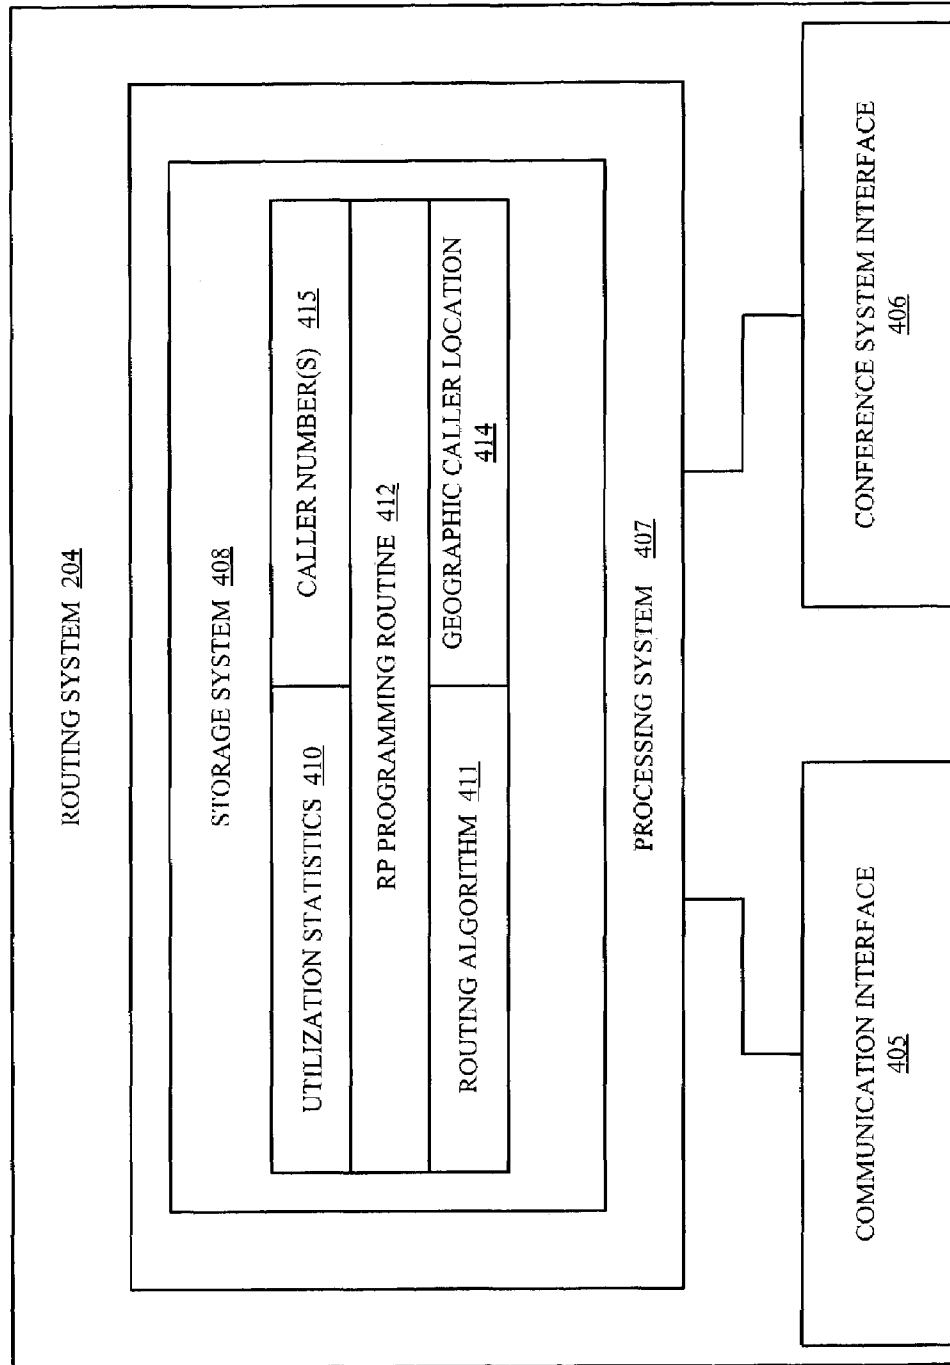 ROUTING SYSTEM 204
STORAGE SYSTEM 408
UTILIZATION STATISTICS 410
CALLER NUMBER(S) 415
RP PROGRAMMING ROUTINE 412
ROUTING ALGORITHM 411
GEOGRAPHIC CALLER LOCATION
414
PROCESSING SYSTEM 407
COMMUNICATION INTERFACE
405
CONFERENCE SYSTEM INTERFACE
406